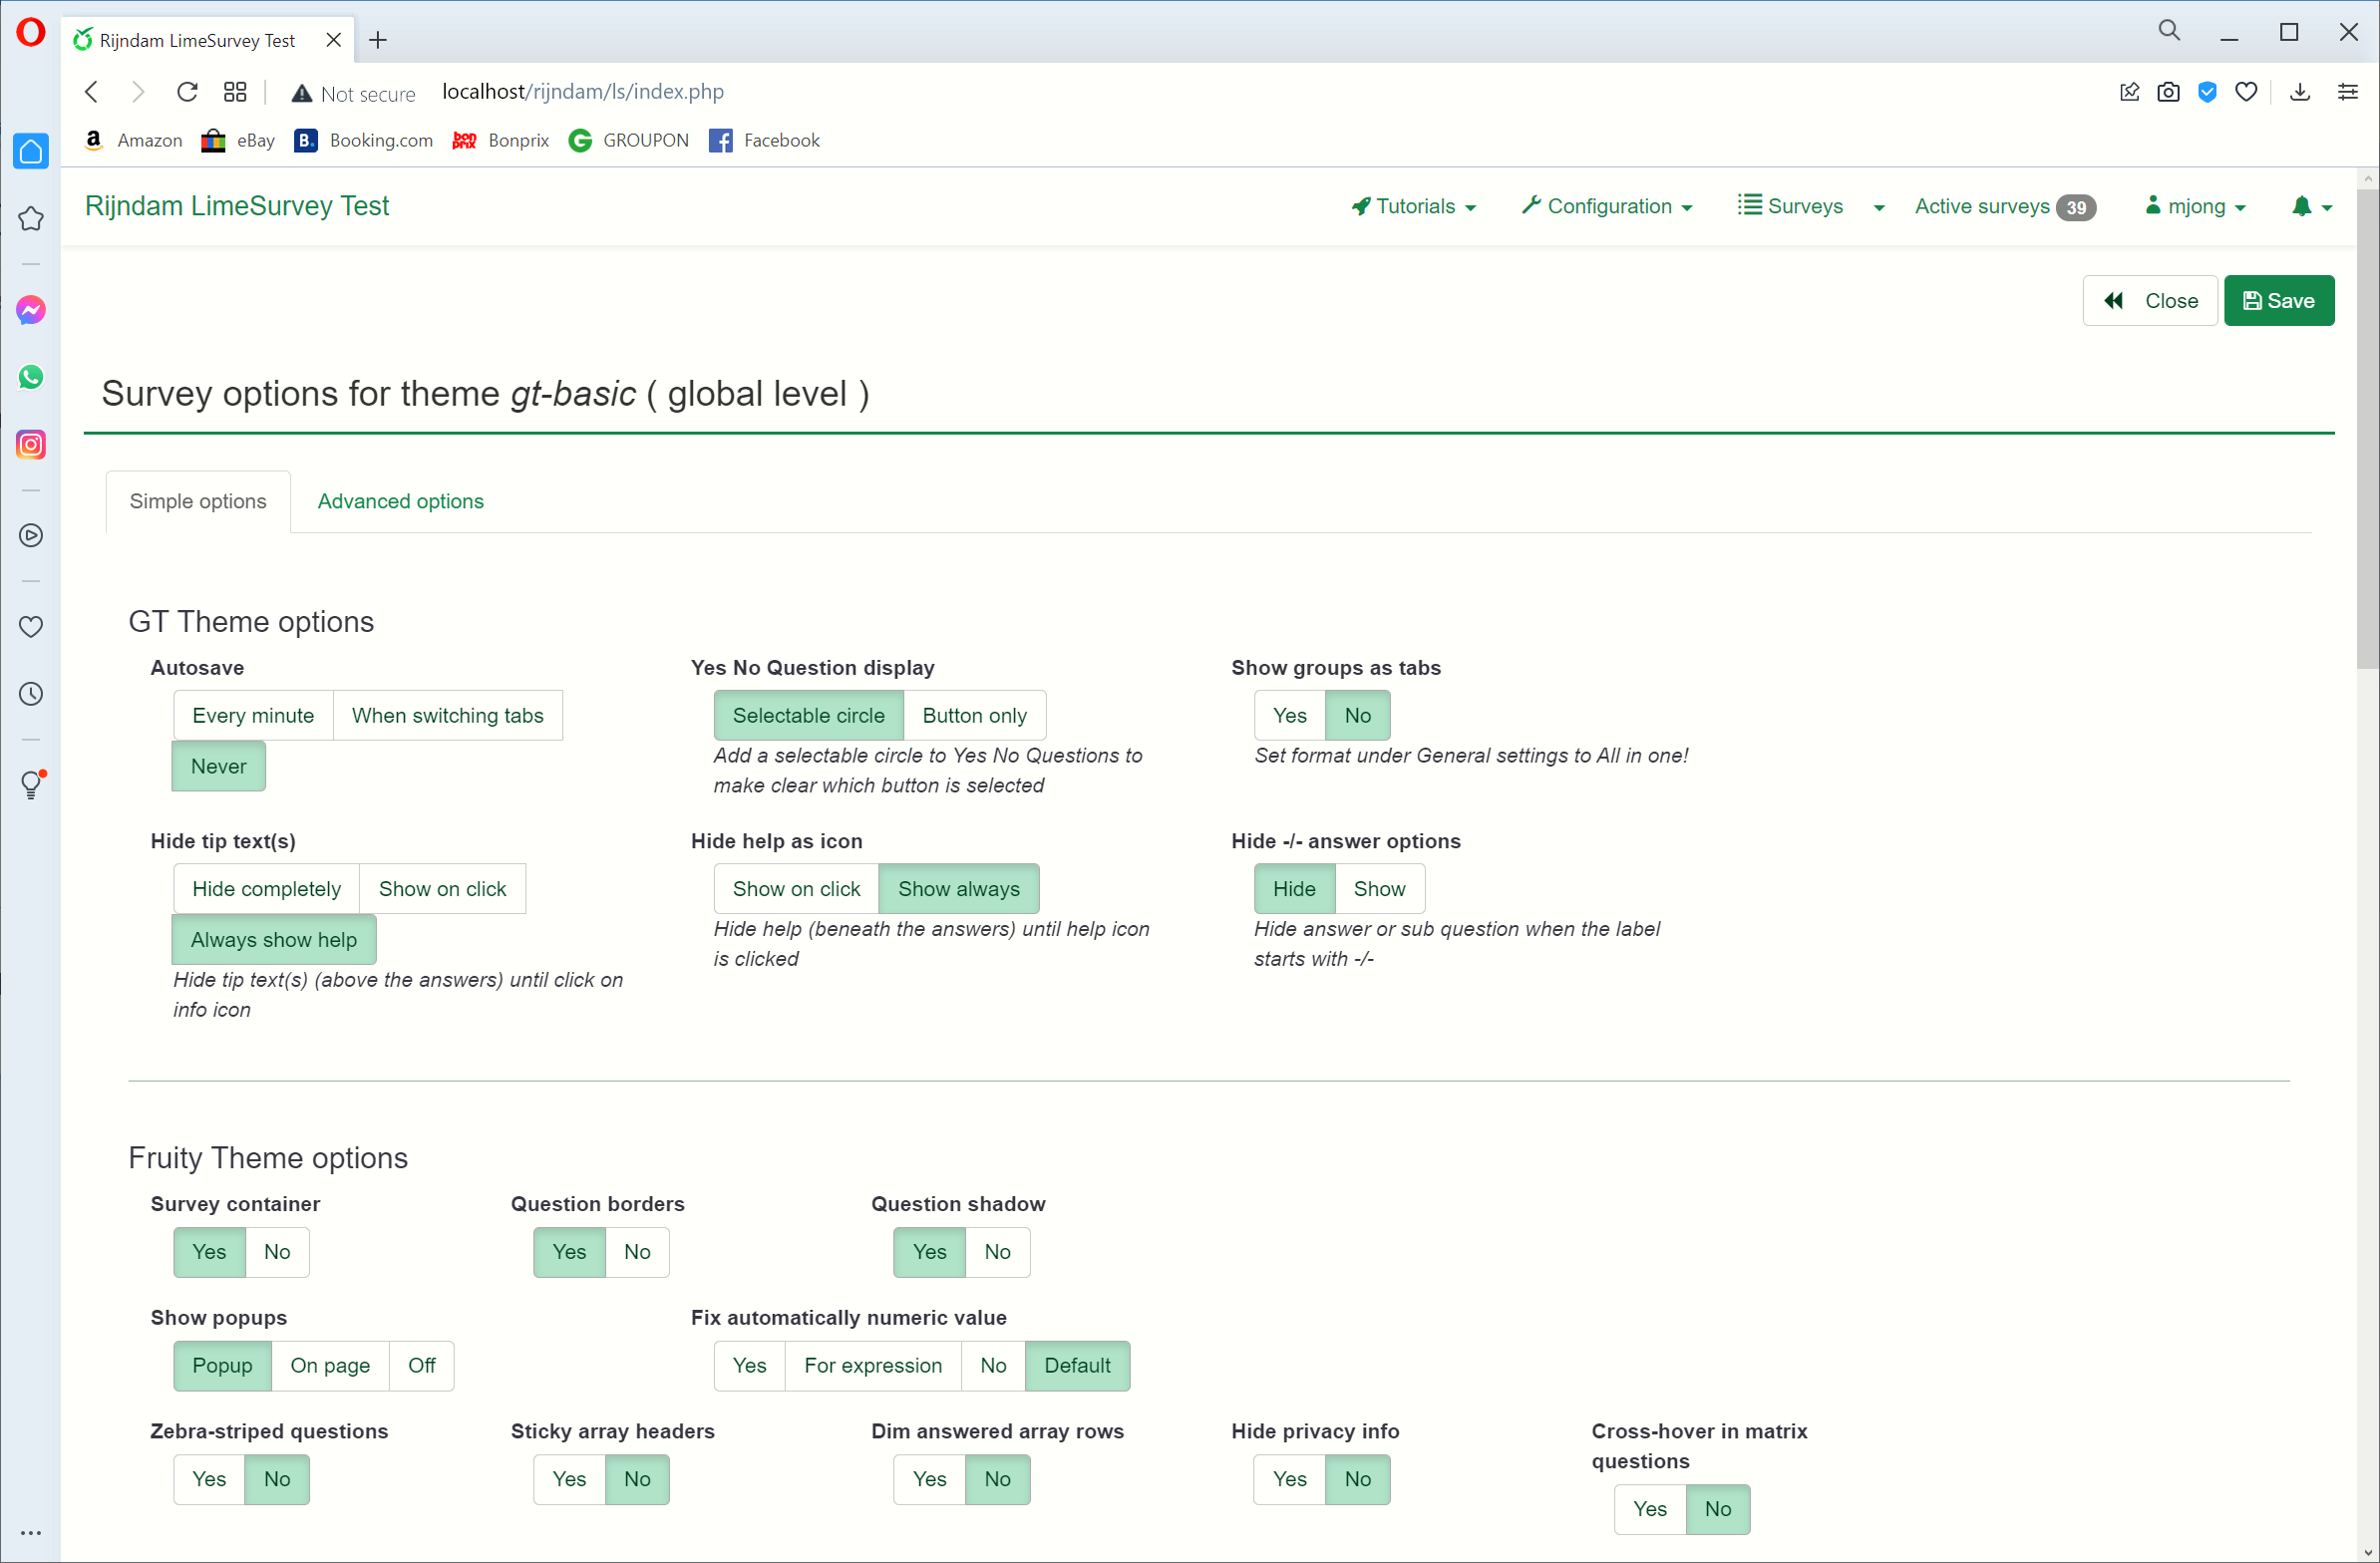 Rijndam LimeSurvey Test
Not secure localhost/rijndam/ls/index.php
Amazon eBay B. Booking.com bon prix Bonprix GROUPON Facebook
Rijndam LimeSurvey Test Tutorials Configuration Surveys Active surveys 39 mjong
Close Save
Survey options for theme gt-basic ( global level )
Simple options Advanced options
GT Theme options
Autosave Yes No Question display Show groups as tabs
Every minute When switching tabs Selectable circle Button only Yes No
Never Add a selectable circle to Yes No Questions to Set format under General settings to All in one!
make clear which button is selected
Hide tip text(s) Hide help as icon Hide -/- answer options
Hide completely Show on click Show on click Show always Hide Show
Always show help Hide help (beneath the answers) until help icon Hide answer or sub question when the label
is clicked starts with -/-
Hide tip text(s) (above the answers) until click on
info icon
Fruity Theme options
Survey container Question borders Question shadow
Yes No Yes No Yes No
Show popups Fix automatically numeric value
Popup On page Off Yes For expression No Default
Zebra-striped questions Sticky array headers Dim answered array rows Hide privacy info Cross-hover in matrix
questions
Yes No Yes No Yes No Yes No
Yes No